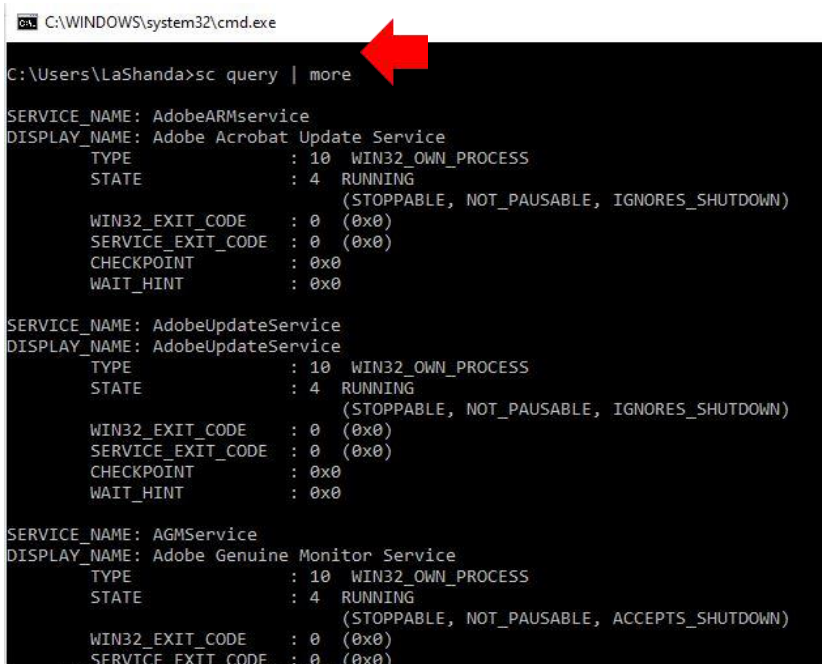 C:\WINDOWS\system32\cmd.exe
C:\Users\LaShanda>sc query | more
SERVICE_NAME: AdobeARMservice
DISPLAY_NAME: Adobe Acrobat Update Service
TYPE : 10 WIN32_OWN_PROCESS
STATE : 4 RUNNING
(STOPPABLE, NOT_PAUSABLE, IGNORES_SHUTDOWN)
WIN32_EXIT_CODE : 0 (0x0)
SERVICE_EXIT_CODE : 0 (0x0)
CHECKPOINT : 0x0
WAIT_HINT : 0x0
SERVICE_NAME: AdobeUpdateService
DISPLAY_NAME: AdobeUpdateService
TYPE : 10 WIN32_OWN_PROCESS
STATE : 4 RUNNING
(STOPPABLE, NOT_PAUSABLE, IGNORES_SHUTDOWN)
WIN32_EXIT_CODE : 0 (0x0)
SERVICE_EXIT_CODE : 0 (0x0)
CHECKPOINT : 0x0
WAIT_HINT : 0x0
SERVICE_NAME: AGMService
DISPLAY_NAME: Adobe Genuine Monitor Service
TYPE : 10 WIN32_OWN_PROCESS
STATE : 4 RUNNING
(STOPPABLE, NOT_PAUSABLE, ACCEPTS_SHUTDOWN)
WIN32_EXIT_CODE : 0 (0x0)
SERVICE_EXIT_CODE : 0 (0x0)